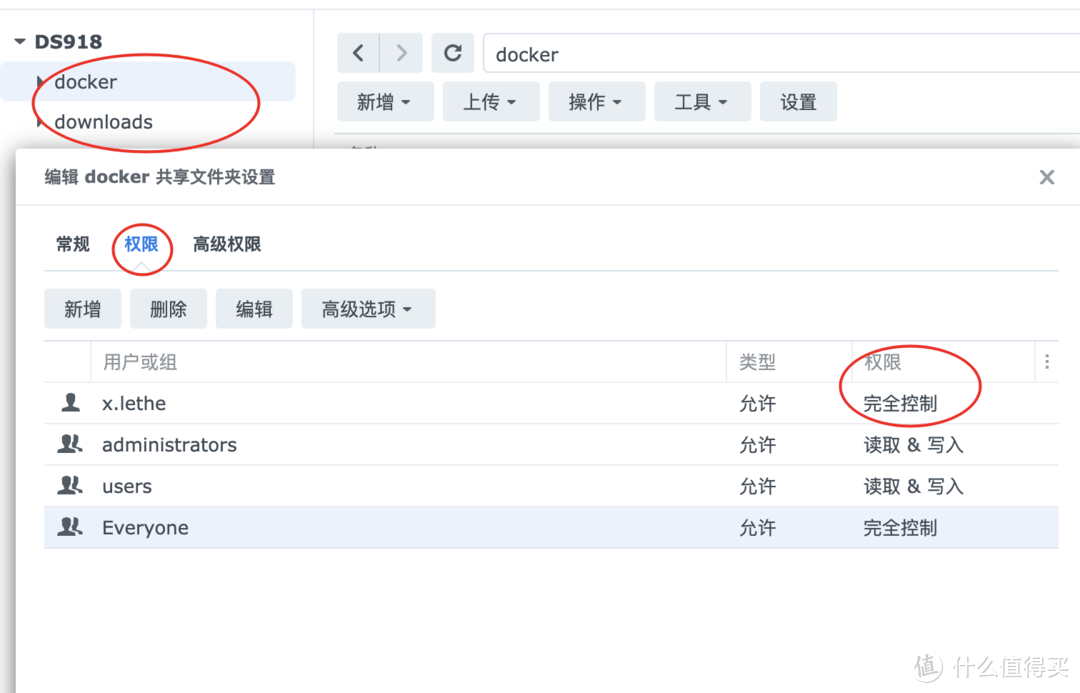 DS918
docker
downloads
docker
新增 上传 操作 工具 设置
编辑 docker 共享文件夹设置
常规 权限 高级权限
新增 删除 编辑 高级选项
用户或组 类型 权限
x.lethe 允许 完全控制
administrators 允许 读取 & 写入
users 允许 读取 & 写入
Everyone 允许 完全控制
值 什么值得买